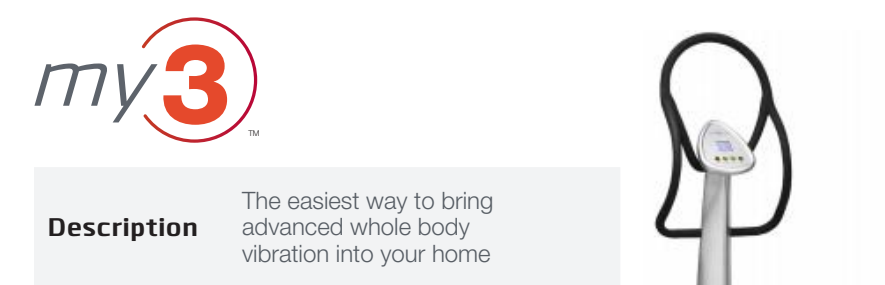 my3
TM
Description
The easiest way to bring
advanced whole body
vibration into your home